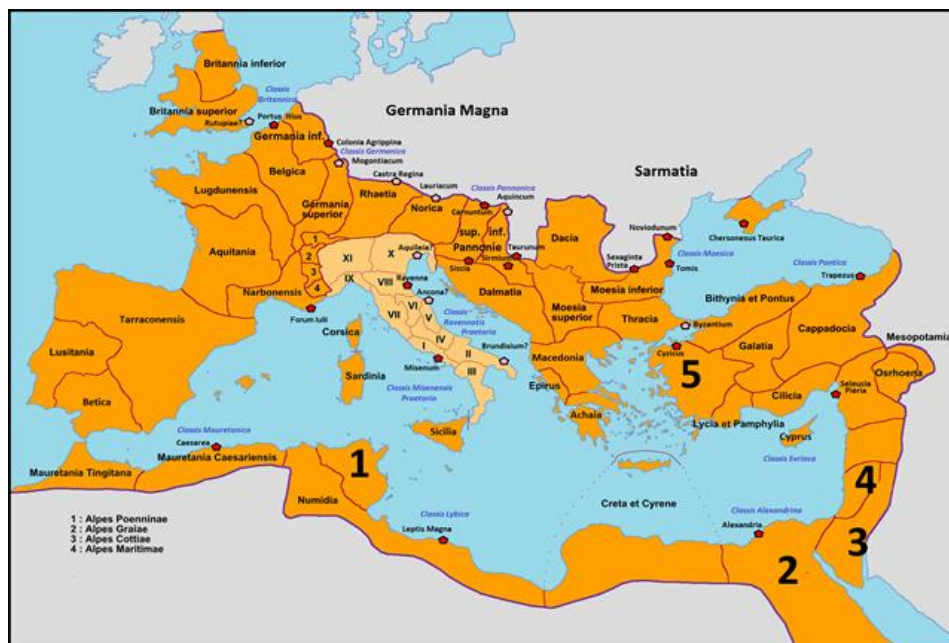 Britannia inferior
Classis
Britannica
Britannia superior
Rutupiae?
Portus Itius
Germania Magna
Germania inf.
Colonia Agrippina
Classis Germanica
Mogontiacum
Belgica
Castra Regina
Sarmatia
Lugdunensis
Germania
superior
Rhaetia
Lauriacum
Norica
Classis Pannonica
Aquincum
Carnuntum
sup.
inf.
Pannonie
Dacia
Noviodunum
Chersonesus Taurica
Aquitania
1
2
3
4
XI
X
Aquileia?
Taurunum
Sirmium
Siscia
Sexaginta
Prista
Classis Moesica
Tomis
Classis Pontica
Trapezus
IX
VIII
Ravenna
Ancona?
Dalmatia
Moesia inferior
Narbonensis
Forum Iulii
VII
VI
V
Classis
Ravennatis
Praetoria
Moesia
superior
Thracia
Bithynia et Pontus
Byzantium
Cappadocia
Mesopotamia
Tarraconensis
Corsica
IV
I
II
III
Brundisium?
Misenum
Macedonia
Cyzicus
Galatia
Osrhoena
Lusitania
Sardinia
Classis Misenensis
Praetoria
Epirus
5
Cilicia
Seleucia
Pieria
Betica
Achaia
Lycia et Pamphylia
Sicilia
Cyprus
Classis Syriaca
Classis Mauretanica
Caesarea
Mauretania Tingitana
Mauretania Caesariensis
1
Numidia
4
1 : Alpes Poenninae
2 : Alpes Graiae
3 : Alpes Cottiae
4 : Alpes Maritimae
Classis Lybica
Leptis Magna
Creta et Cyrene
Classis Alexandrina
Alexandria
2
3